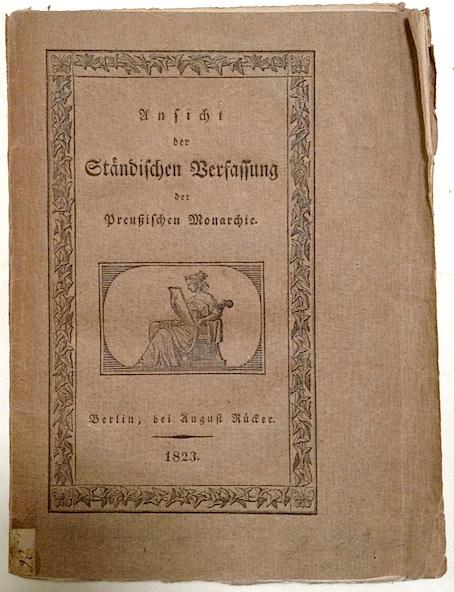 Ansicht
der
Ständischen Verfassung
der
Preußischen Monarchie.
Berlin, bei August Rücker.
1823.